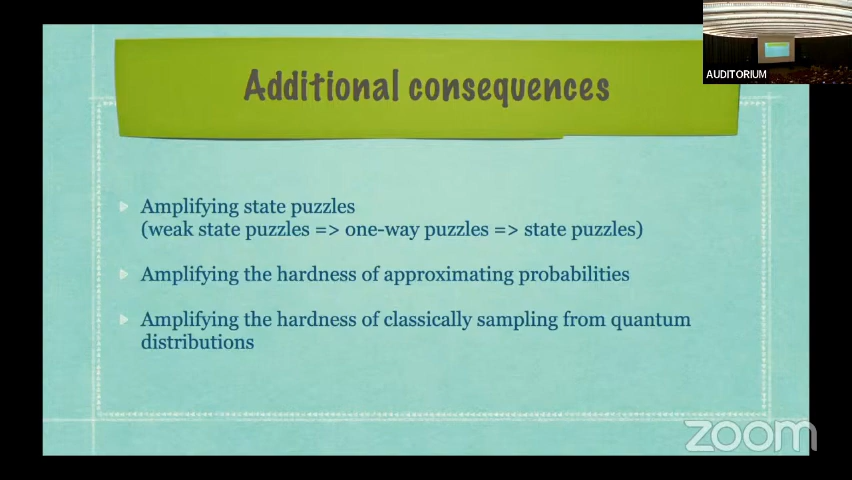 Additional consequences
AUDITORIUM
Amplifying state puzzles
(weak state puzzles => one-way puzzles => state puzzles)
Amplifying the hardness of approximating probabilities
Amplifying the hardness of classically sampling from quantum
distributions
zoom